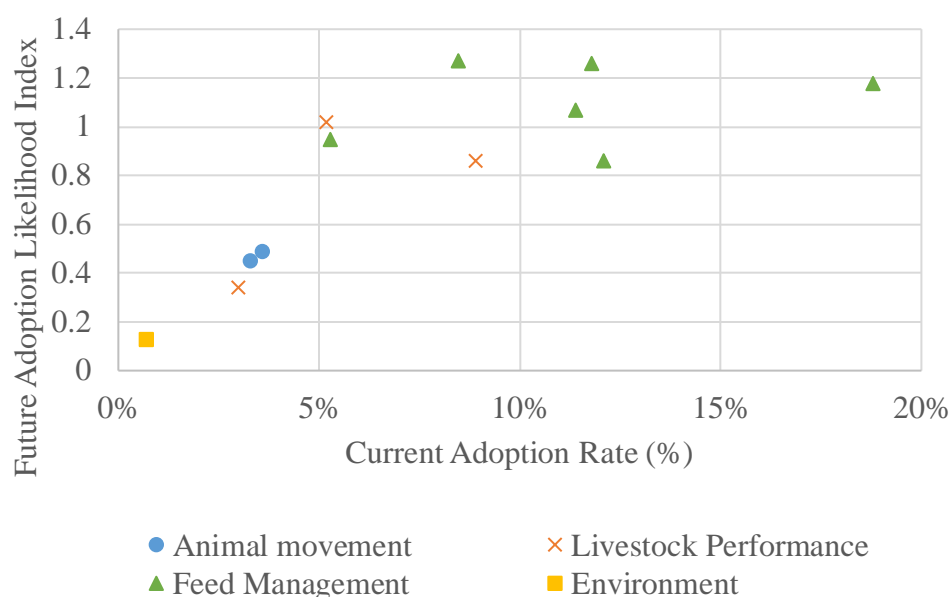 1.4
1.2
1
0.8
0.6
0.4
0.2
0
Future Adoption Likelihood Index
0% 5% 10% 15% 20%
Current Adoption Rate (%)
Animal movement Livestock Performance
Feed Management Environment